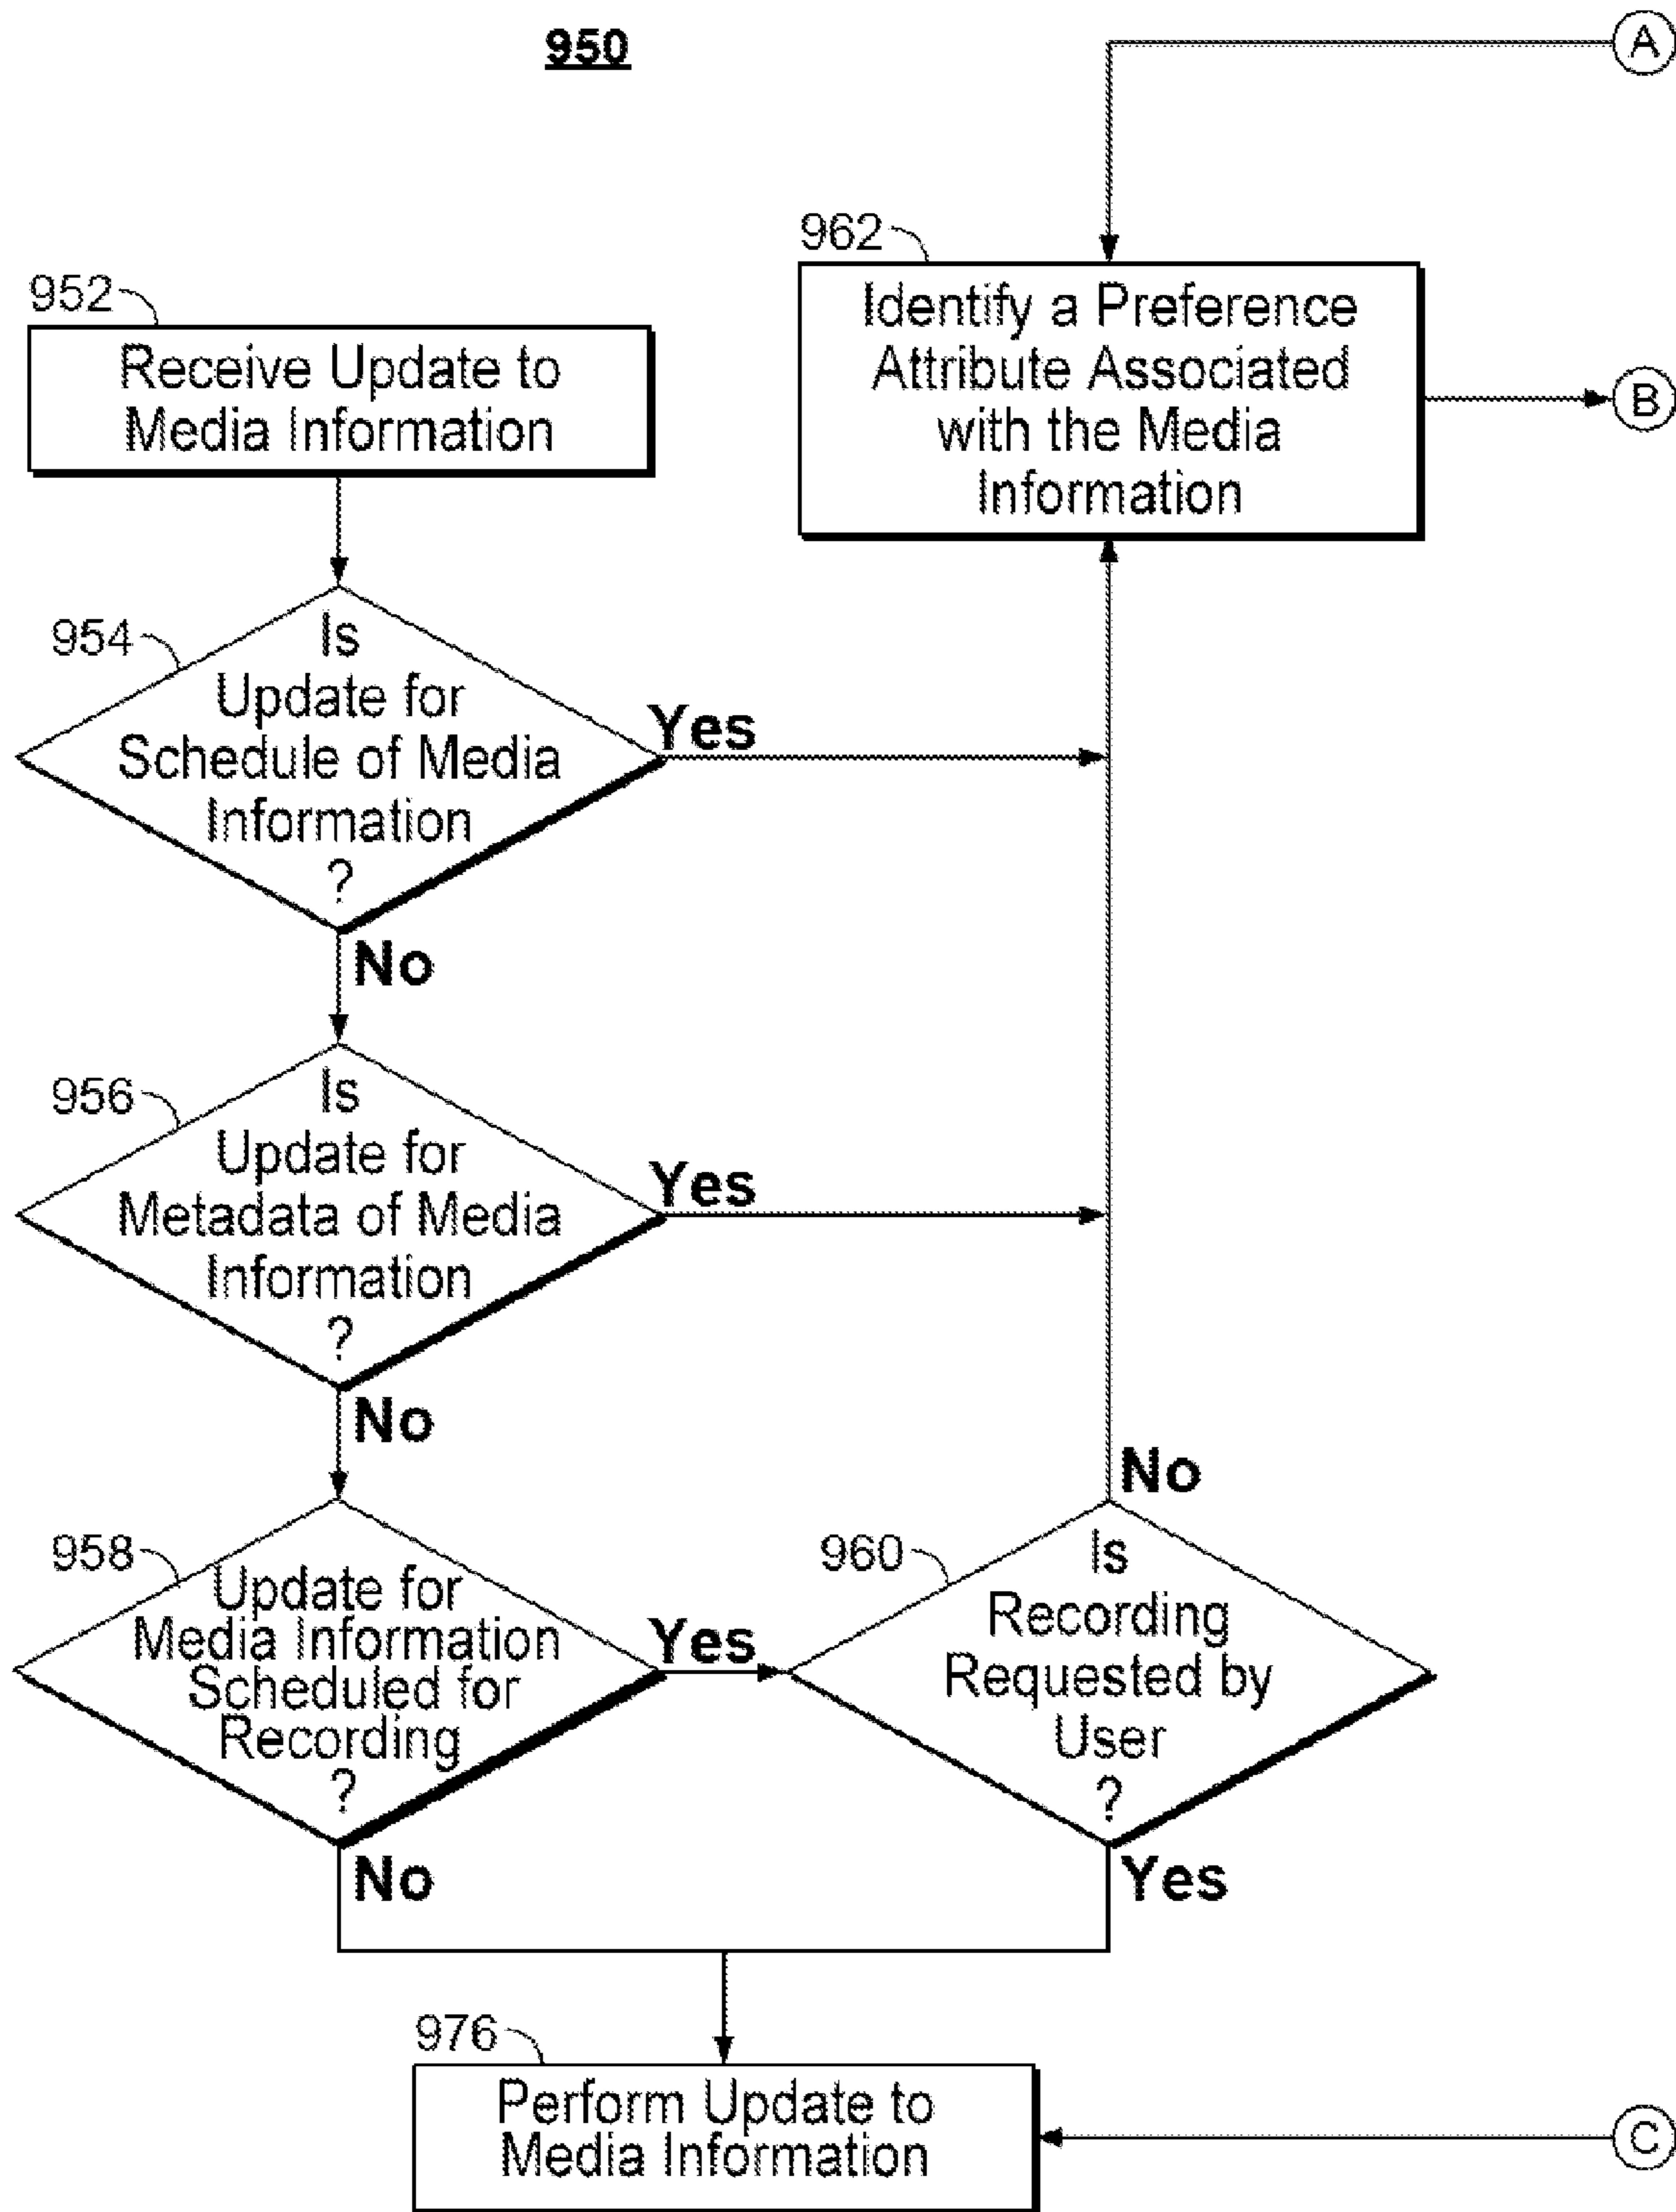 950
A
962
Identify a Preference
Attribute Associated
with the Media
Information
B
952
Receive Update to
Media Information
954
Is
Update for
Schedule of Media
Information
?
Yes
No
956
Is
Update for
Metadata of Media
Information
?
Yes
No
958
Update for
Media Information
Scheduled for
Recording
?
Yes
No
960
No
Is
Recording
Requested by
User
?
Yes
976
Perform Update to
Media Information
C